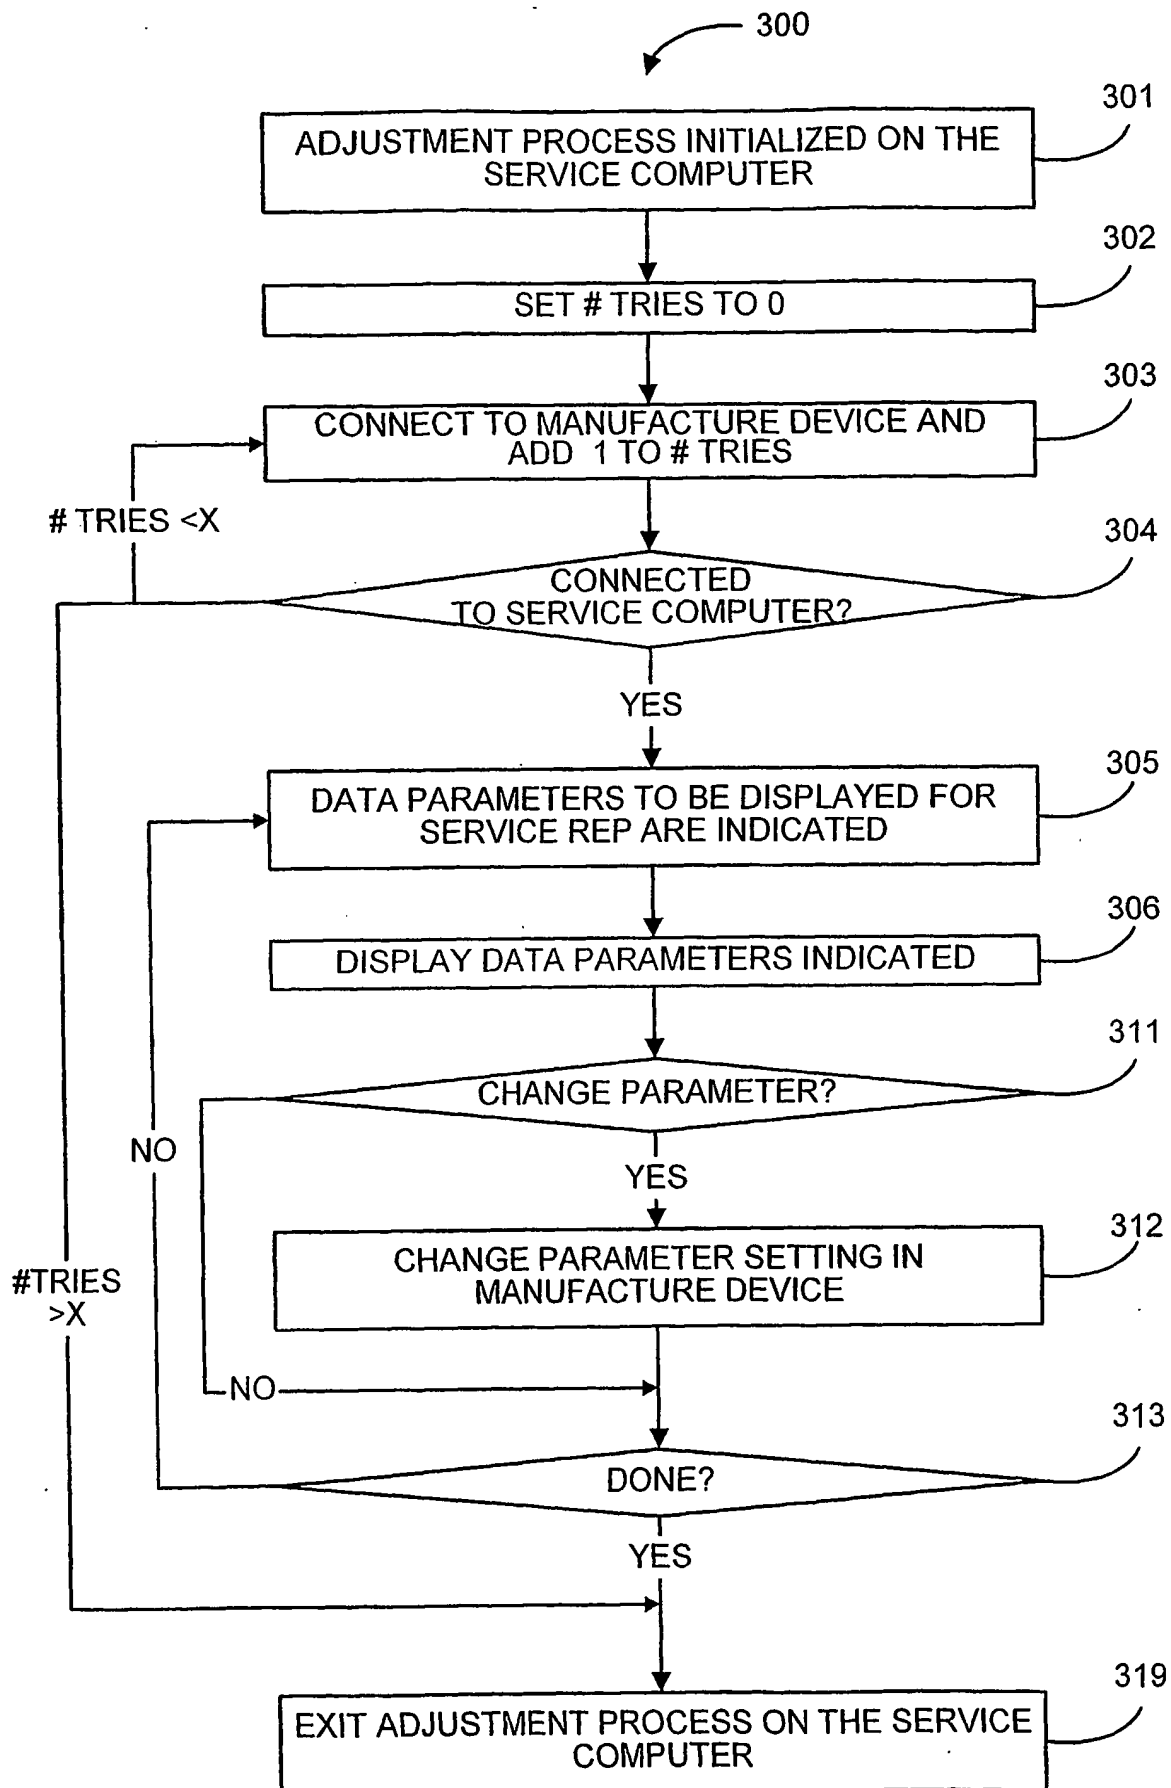 300
301
ADJUSTMENT PROCESS INITIALIZED ON THE
SERVICE COMPUTER
302
SET # TRIES TO 0
303
CONNECT TO MANUFACTURE DEVICE AND
ADD 1 TO # TRIES
# TRIES <X
304
CONNECTED
TO SERVICE COMPUTER?
YES
305
DATA PARAMETERS TO BE DISPLAYED FOR
SERVICE REP ARE INDICATED
306
DISPLAY DATA PARAMETERS INDICATED
311
CHANGE PARAMETER?
NO
YES
312
CHANGE PARAMETER SETTING IN
MANUFACTURE DEVICE
#TRIES
>X
NO
313
DONE?
YES
319
EXIT ADJUSTMENT PROCESS ON THE SERVICE
COMPUTER